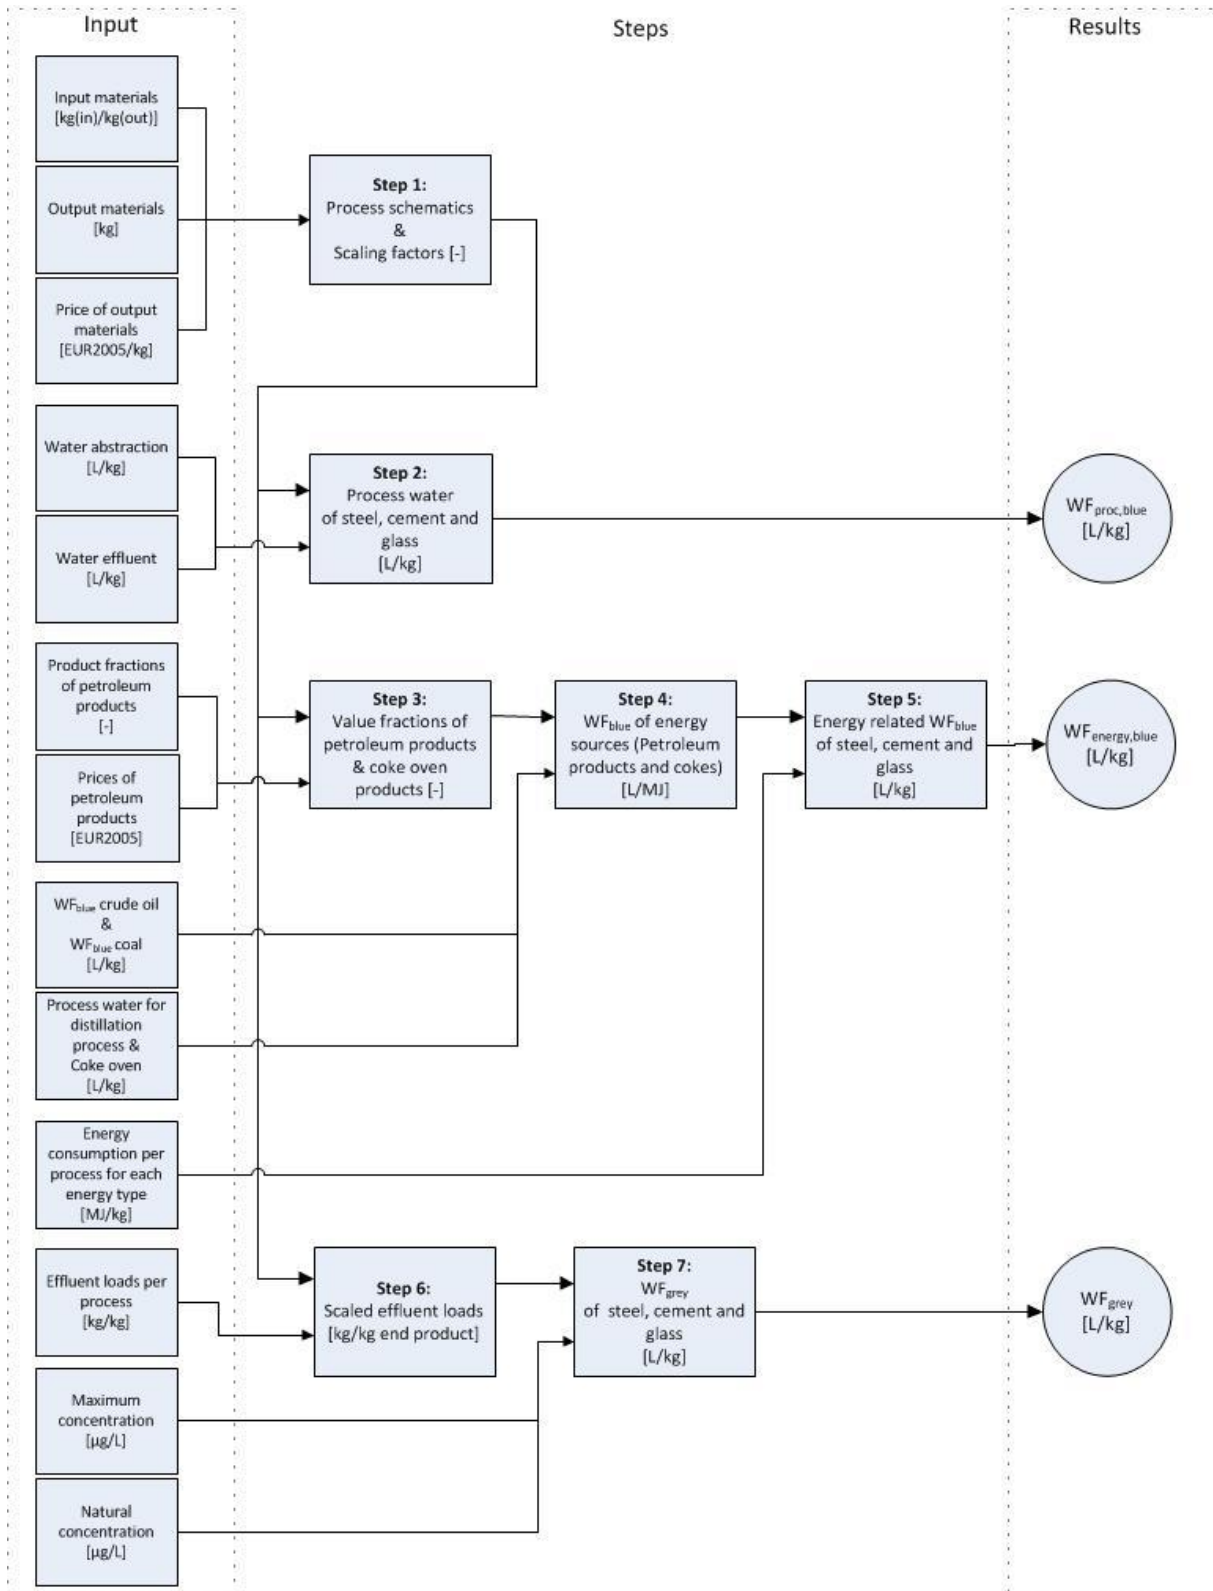 Input
Steps
Results
Input materials
[kg(in)/kg(out)]
Output materials
[kg]
Price of output
materials
[EUR2005/kg]
Step 1:
Process schematics
&
Scaling factors [-]
Water abstraction
[L/kg]
Water effluent
[L/kg]
Step 2:
Process water
of steel, cement and
glass
[L/kg]
WFproc,blue
[L/kg]
Product fractions
of petroleum
products
[-]
Prices of
petroleum
products
[EUR2005]
Step 3:
Value fractions of
petroleum products
& coke oven
products [-]
Step 4:
WFblue of energy
sources (Petroleum
products and cokes)
[L/MJ]
Step 5:
Energy related WFblue
of steel, cement and
glass
[L/kg]
WFenergy,blue
[L/kg]
WFblue crude oil
&
WFblue coal
[L/kg]
Process water for
distillation
process &
Coke oven
[L/kg]
Energy
consumption per
process for each
energy type
[MJ/kg]
Effluent loads per
process
[kg/kg]
Step 6:
Scaled effluent loads
[kg/kg end product]
Step 7:
WFgrey
of steel, cement and
glass
[L/kg]
WFgrey
[L/kg]
Maximum
concentration
[µg/L]
Natural
concentration
[µg/L]